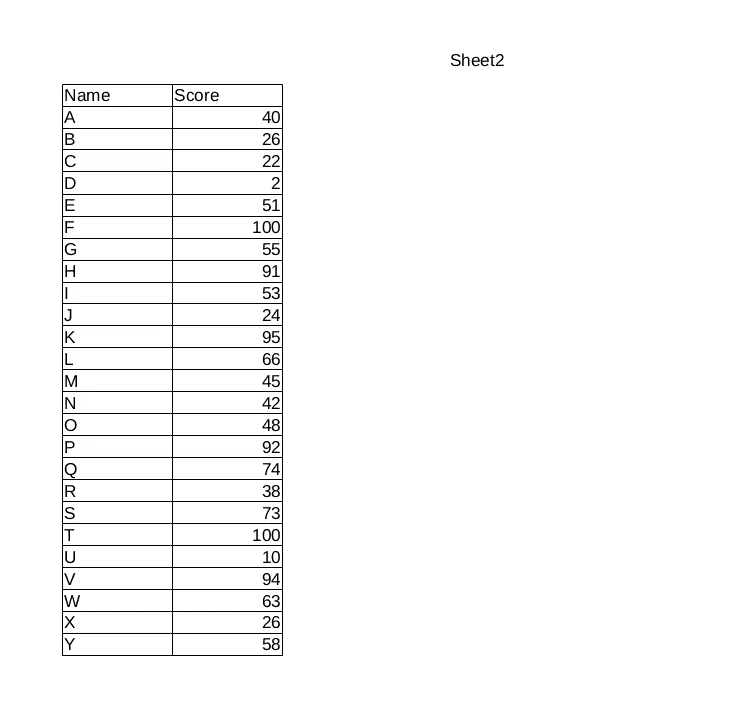 Sheet2
Name Score
A 40
B 26
C 22
D 2
E 51
F 100
G 55
H 91
I 53
J 24
K 95
L 66
M 45
N 42
O 48
P 92
Q 74
R 38
S 73
T 100
U 10
V 94
W 63
X 26
Y 58